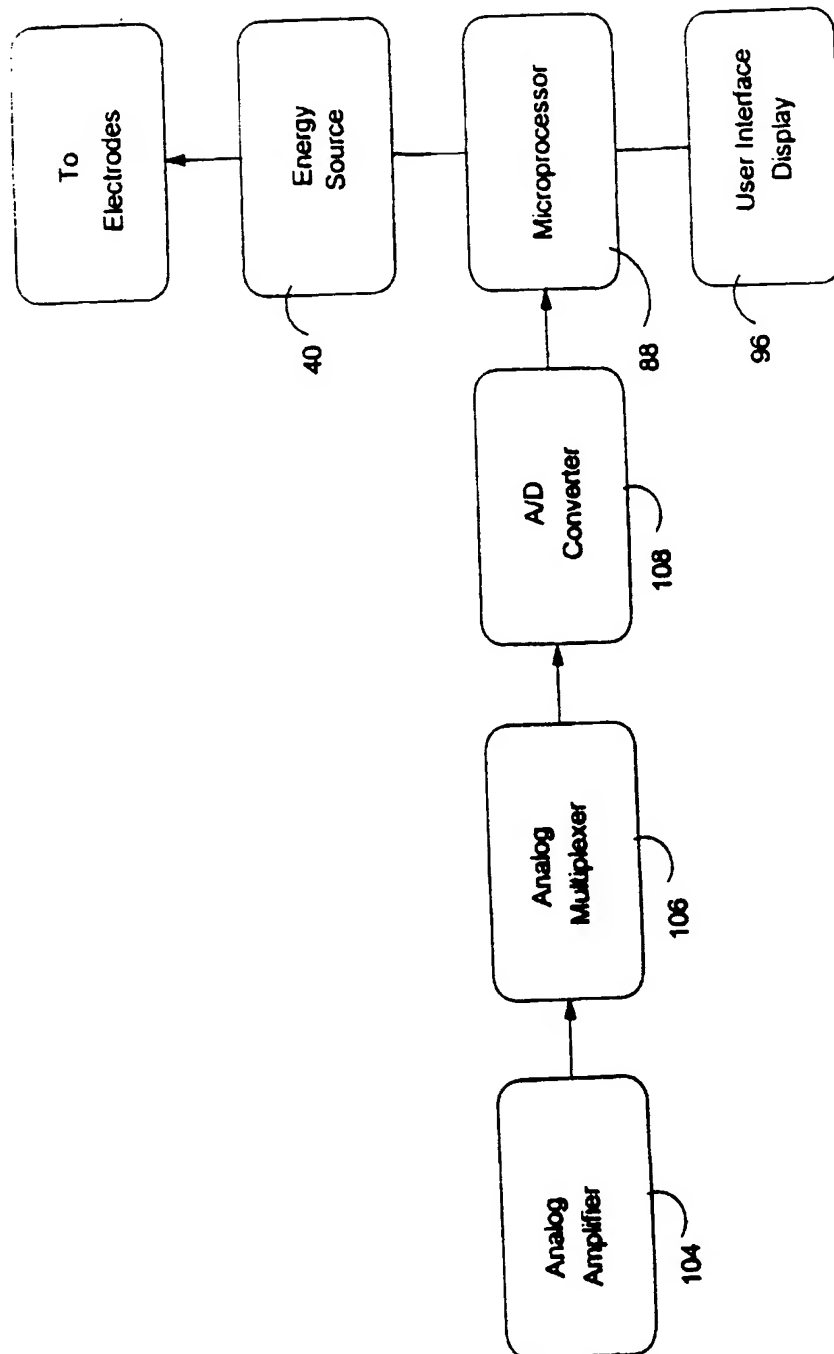 Analog
Amplifier
104
Analog
Multiplexer
106
A/D
Converter
108
To
Electrodes
Energy
Source
40
Microprocessor
88
User Interface
Display
96